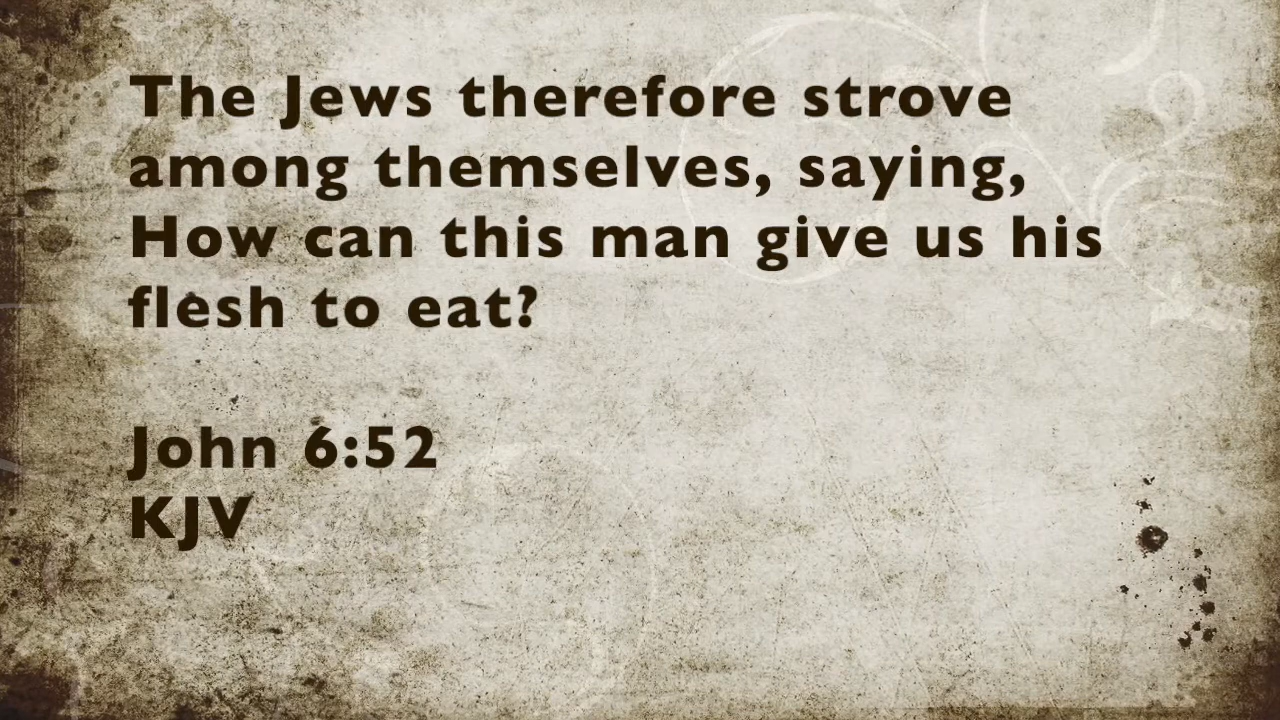 The Jews therefore strove
among themselves, saying,
How can this man give us his
flesh to eat?
John 6:52
KJV